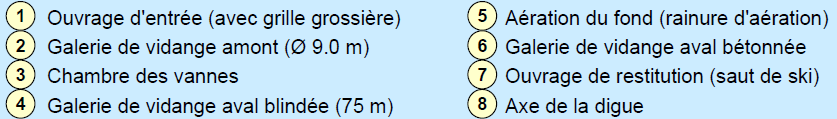 1 Ouvrage d'entrée (avec grille grossière)
2 Galerie de vidange amont (Ø 9.0 m)
3 Chambre des vannes
4 Galerie de vidange aval blindée (75 m)
5 Aération du fond (rainure d'aération)
6 Galerie de vidange aval bétonnée
7 Ouvrage de restitution (saut de ski)
8 Axe de la digue